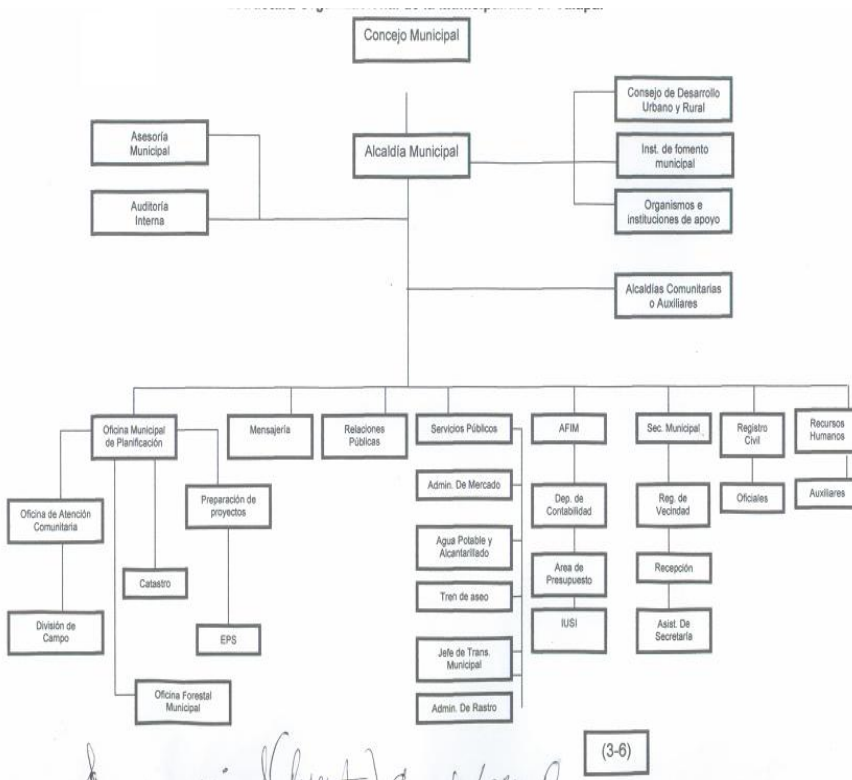 Concejo Municipal
Consejo de Desarrollo
Urbano y Rural
Asesoría
Municipal
Alcaldía Municipal
Inst. de fomento
municipal
Auditoría
Interna
Organismos e
instituciones de apoyo
Alcaldías Comunitarias
o Auxiliares
Oficina Municipal
de Planificación
Mensajería
Relaciones
Públicas
Servicios Públicos
AFIM
Sec. Municipal
Registro
Civil
Recursos
Humanos
Oficina de Atención
Comunitaria
Preparación de
proyectos
Admin. De Mercado
Dep. de
Contabilidad
Reg. de
Vecindad
Oficiales
Auxiliares
Catastro
Agua Potable y
Alcantarillado
Area de
Presupuesto
Recepción
Tren de aseo
División de
Campo
EPS
Jefe de Trans.
Municipal
IUSI
Asist. De
Secretaría
Oficina Forestal
Municipal
Admin. De Rastro
(3-6)